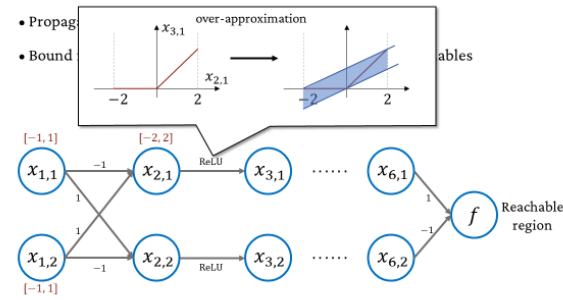 • Propag
over-approximation
x3,1
• Bound
x2,1
ables
−2
2
−2
2
[-1, 1]
[-2, 2]
x1,1
−1
x2,1
ReLU
x3,1
......
x6,1
1
1
f
Reachable
region
1
−1
x1,2
−1
x2,2
ReLU
x3,2
......
x6,2
[-1, 1]